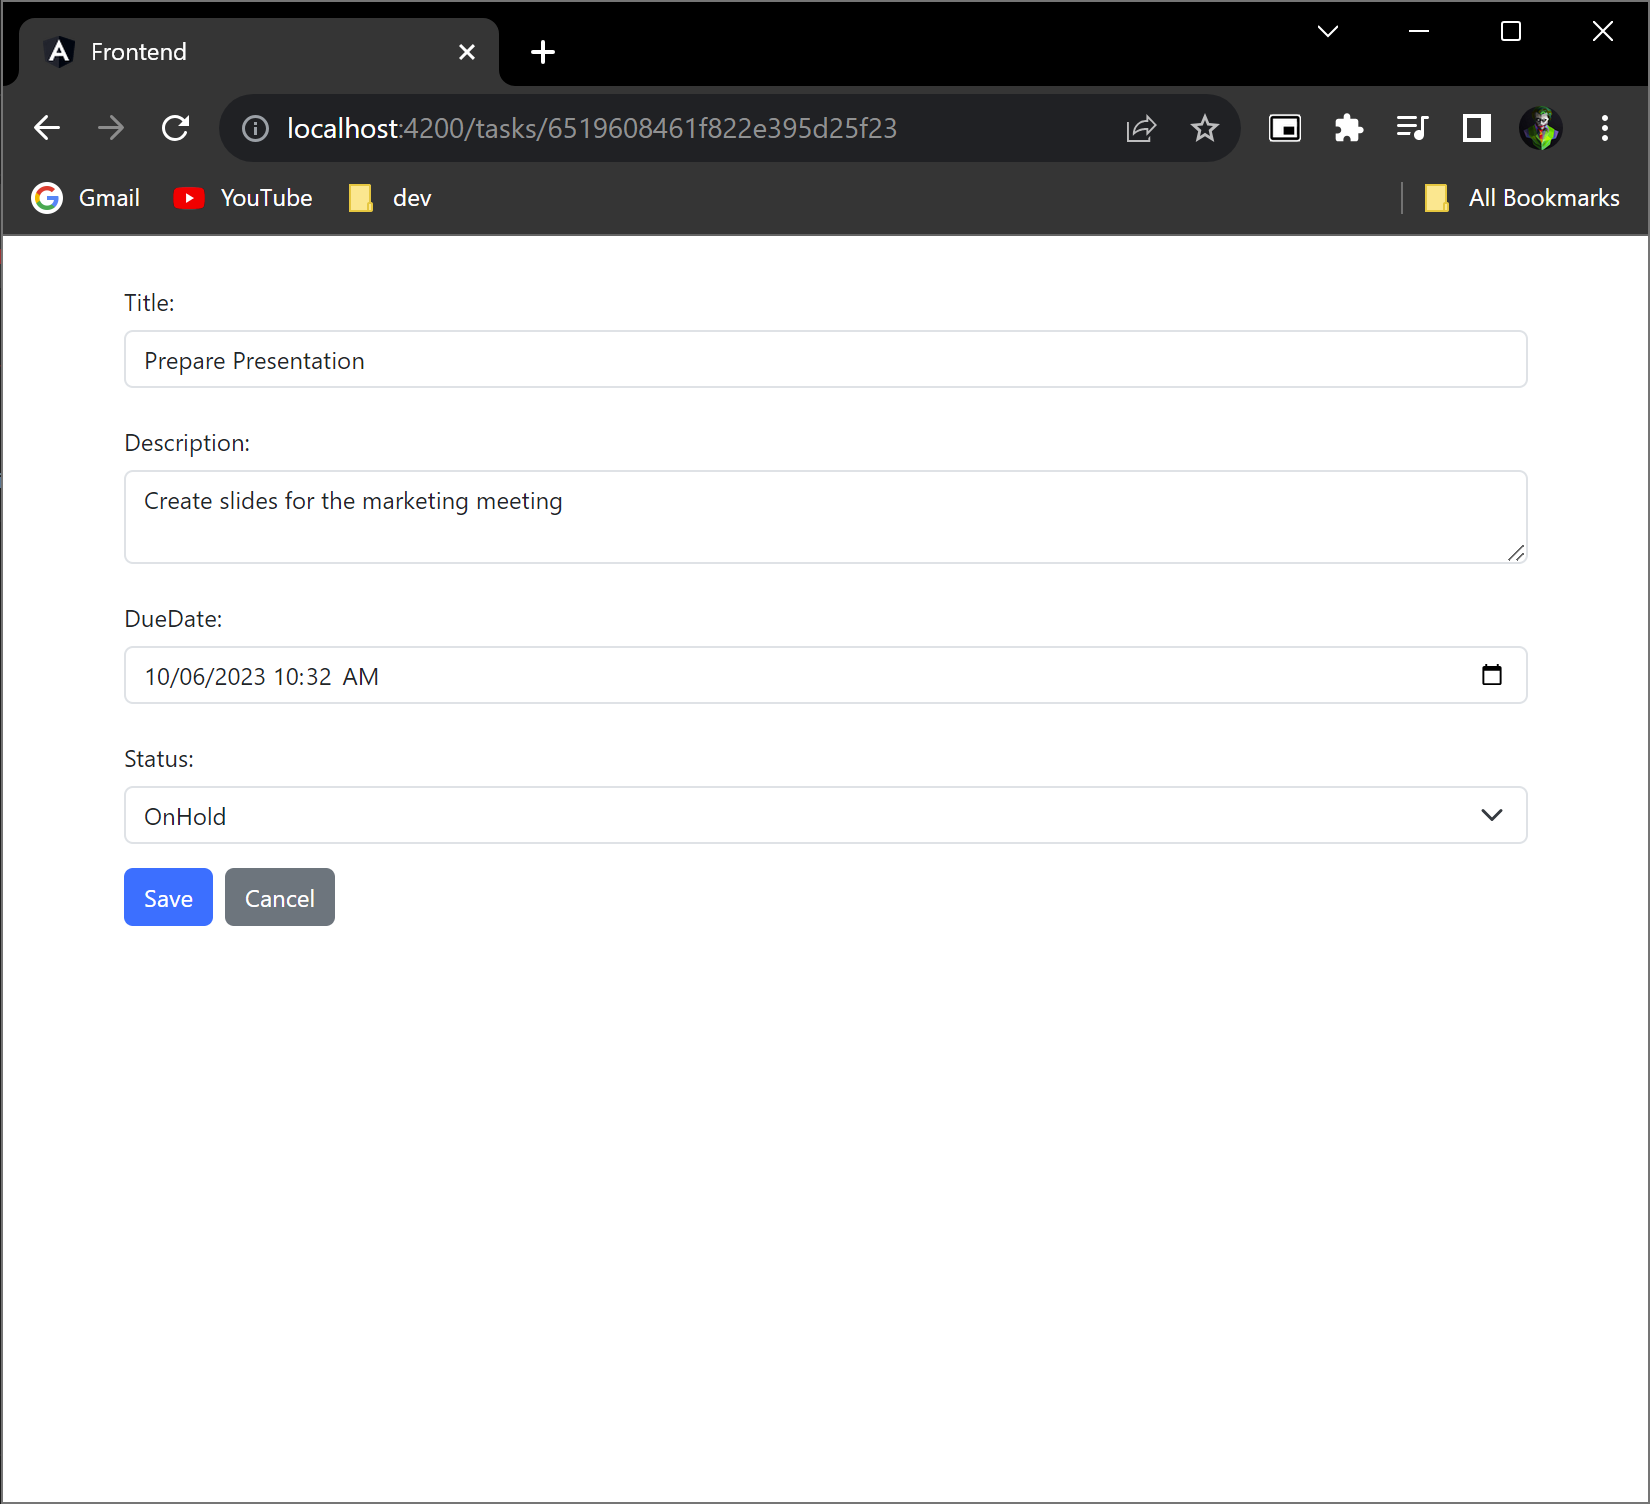 Frontend
localhost:4200/tasks/6519608461f822e395d25f23
Gmail YouTube dev All Bookmarks
Title:
Prepare Presentation
Description:
Create slides for the marketing meeting
DueDate:
10/06/2023 10:32 AM
Status:
OnHold
Save Cancel